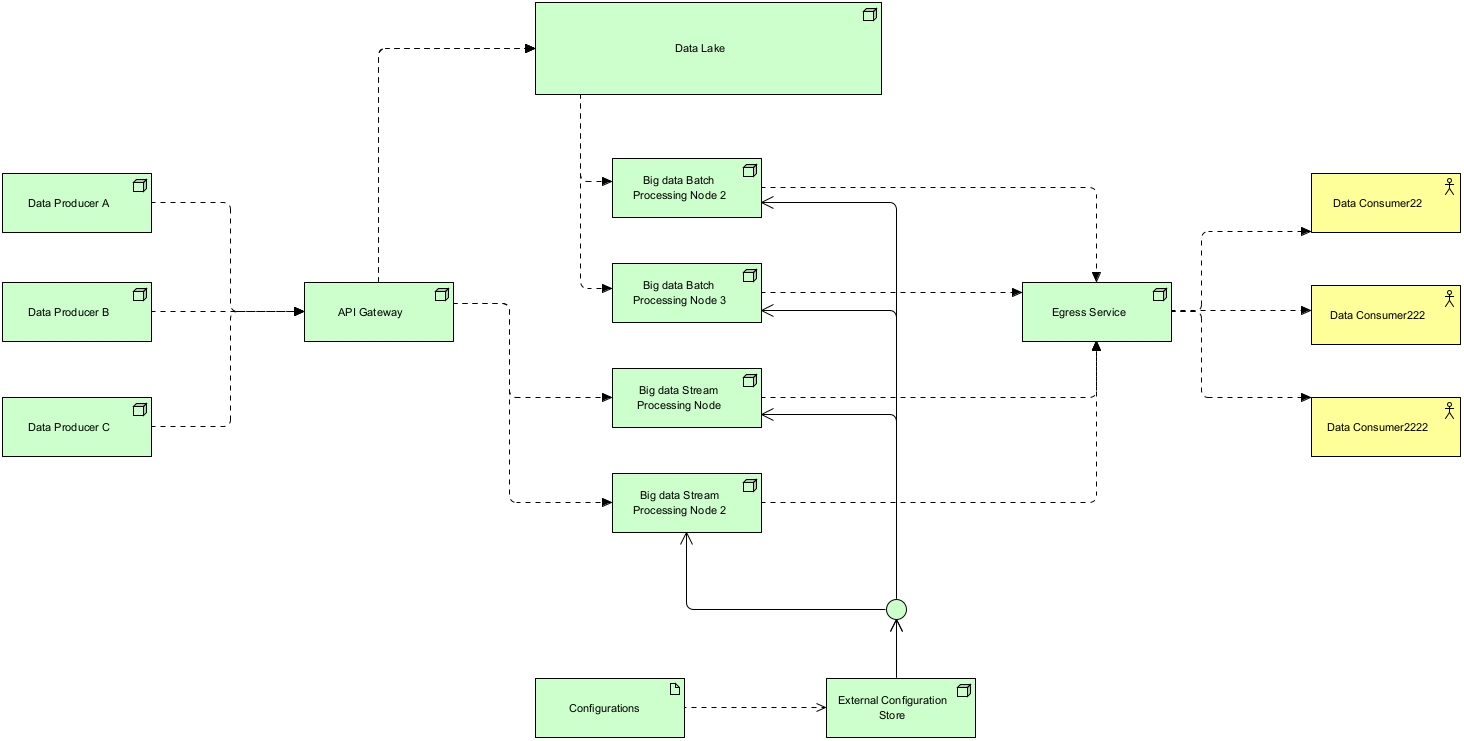 Data Lake
Big data Batch
Processing Node 2
Data Producer A
Data Consumer22
Big data Batch
Processing Node 3
Data Producer B
API Gateway
Egress Service
Data Consumer222
Big data Stream
Processing Node
Data Producer C
Data Consumer2222
Big data Stream
Processing Node 2
Configurations
External Configuration
Store